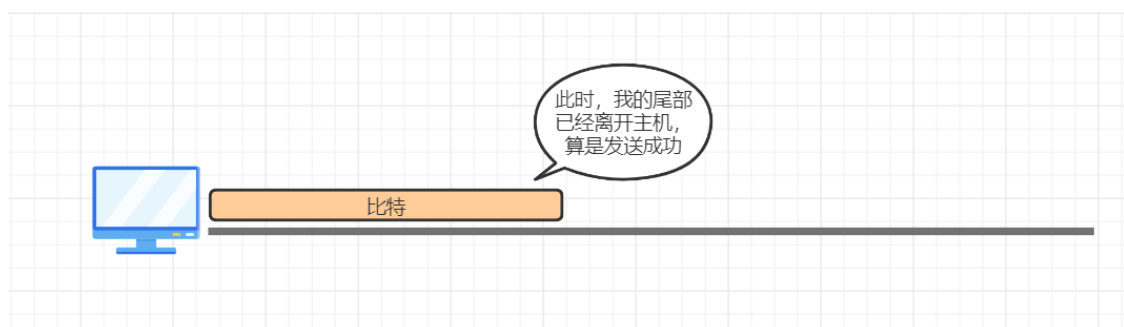 此时，我的尾部
已经离开主机，
算是发送成功
比特